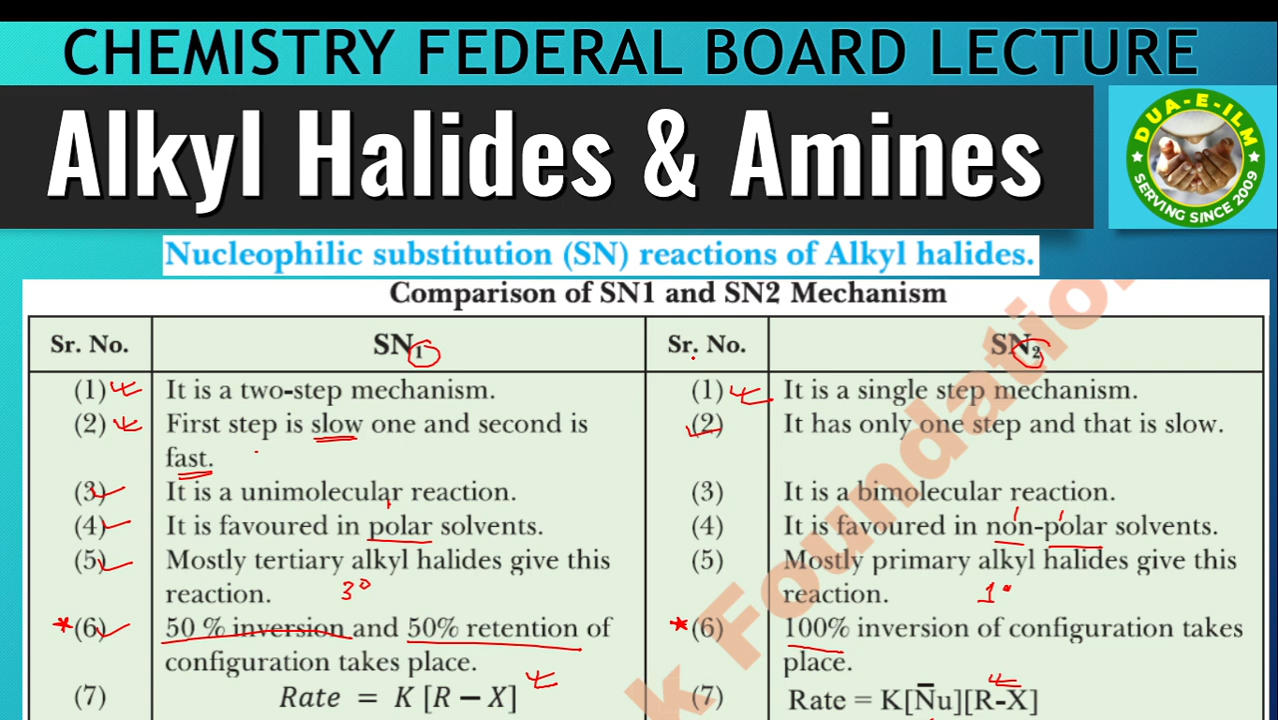 CHEMISTRY FEDERAL BOARD LECTURE
Alkyl Halides & Amines
DUA-E-ILM
SERVING SINCE 2009
Nucleophilic substitution (SN) reactions of Alkyl halides.
Comparison of SN1 and SN2 Mechanism
Sr. No. SN₁ Sr. No. SN₂
(1) It is a two-step mechanism. (1) It is a single step mechanism.
(2) First step is slow one and second is (2) It has only one step and that is slow.
fast.
(3) It is a unimolecular reaction. (3) It is a bimolecular reaction.
(4) It is favoured in polar solvents. (4) It is favoured in non-polar solvents.
(5) Mostly tertiary alkyl halides give this (5) Mostly primary alkyl halides give this
reaction. 3° reaction. 1°
*(6) 50 % inversion and 50% retention of *(6) 100% inversion of configuration takes
configuration takes place. place.
(7) Rate = K [R − X] (7) Rate = K[N̄u][R-X]
k Foundation